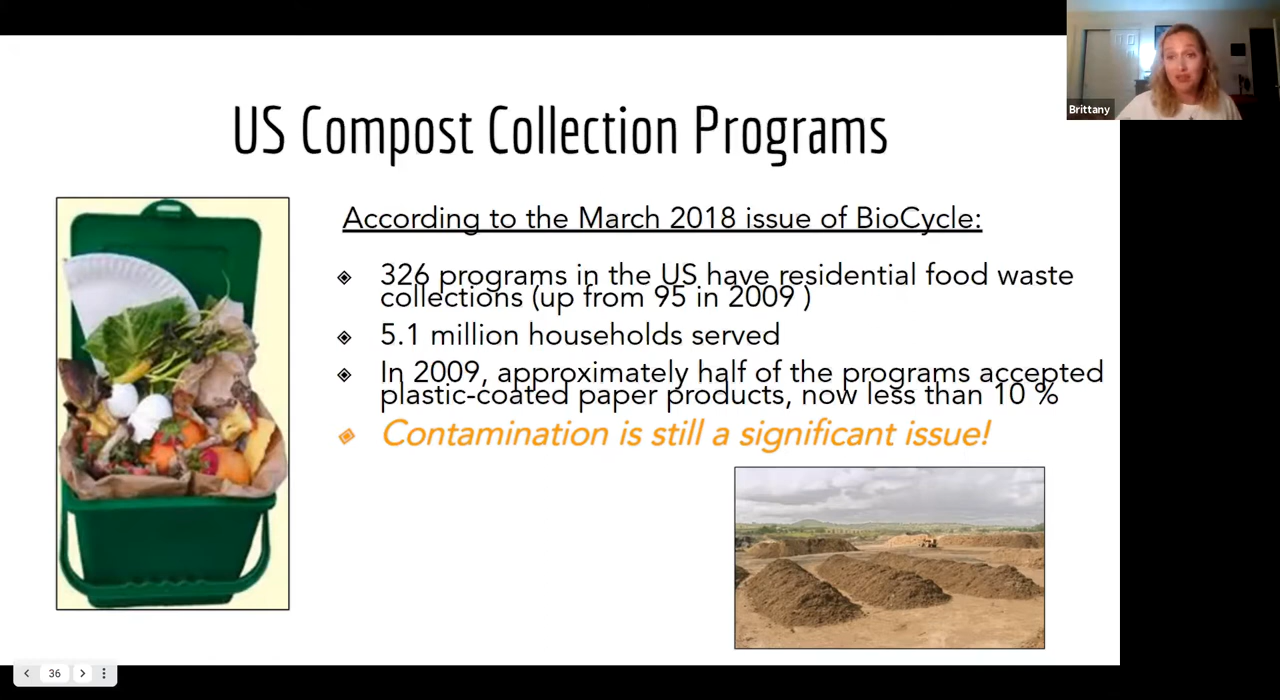 Brittany
US Compost Collection Programs
According to the March 2018 issue of BioCycle:
326 programs in the US have residential food waste
collections (up from 95 in 2009 )
5.1 million households served
In 2009, approximately half of the programs accepted
plastic-coated paper products, now less than 10 %
Contamination is still a significant issue!
36